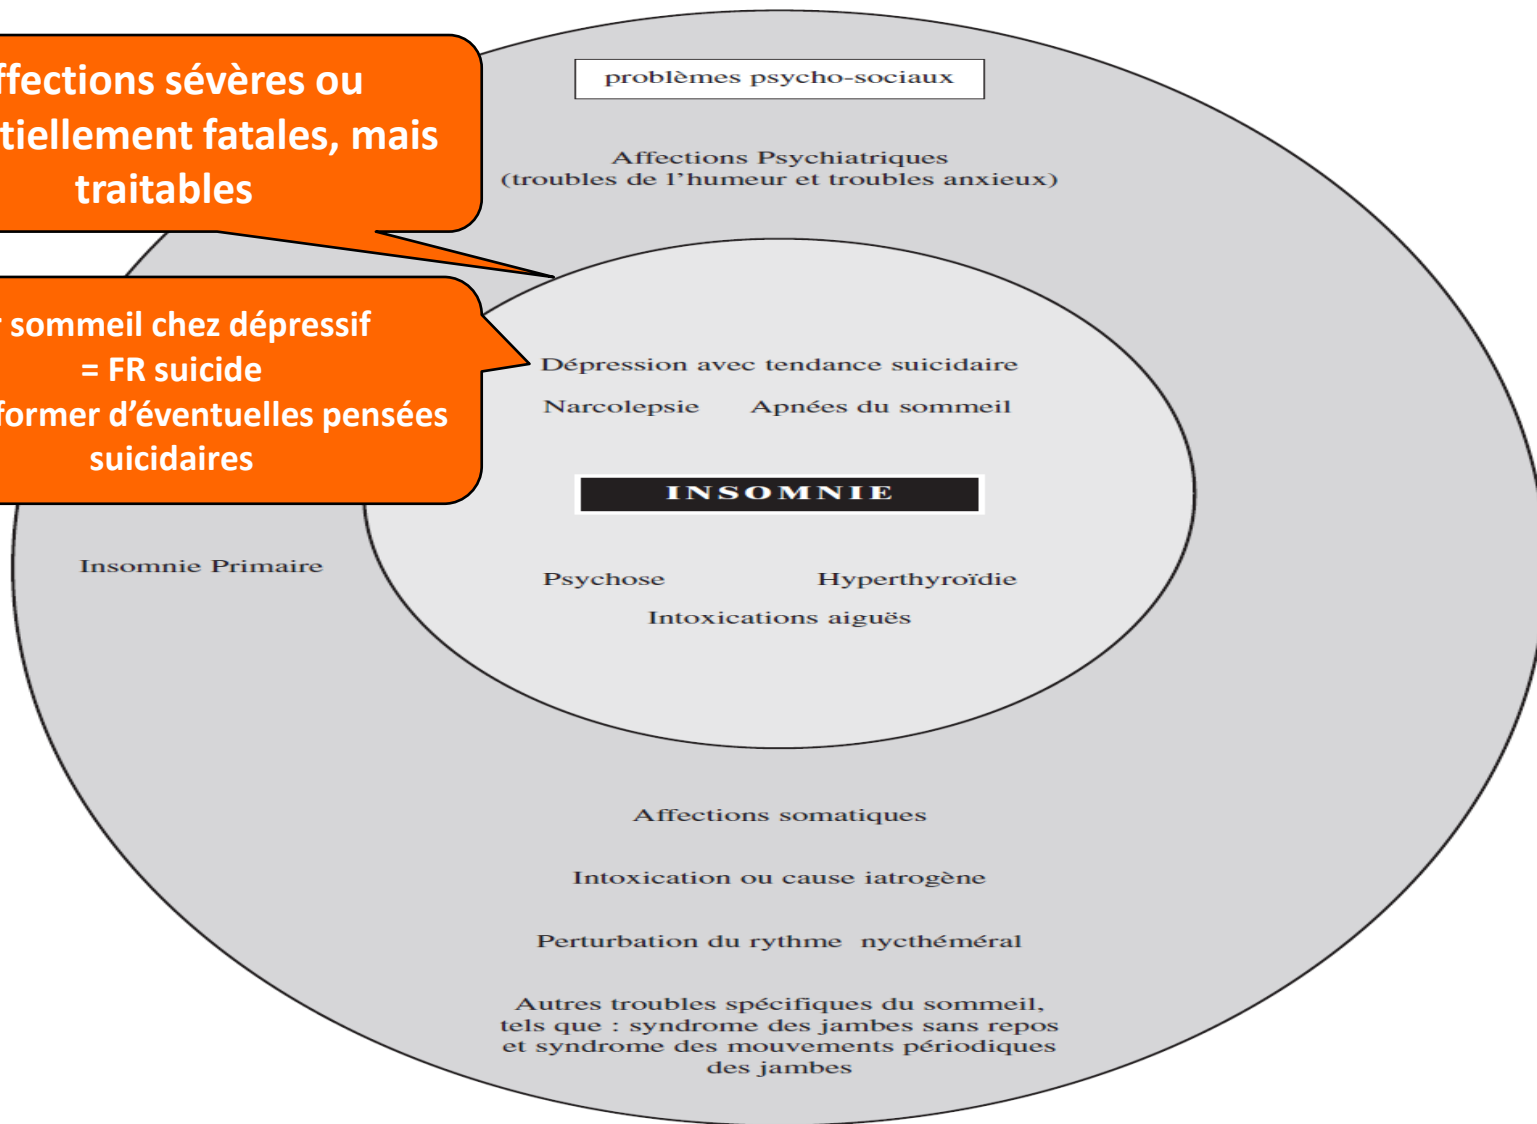 ffections sévères ou
tiellement fatales, mais
traitables
problèmes psycho-sociaux
Affections Psychiatriques
(troubles de l'humeur et troubles anxieux)
sommeil chez dépressif
= FR suicide
former d'éventuelles pensées
suicidaires
Dépression avec tendance suicidaire
Narcolepsie Apnées du sommeil
INSOMNIE
Insomnie Primaire
Psychose Hyperthyroïdie
Intoxications aiguës
Affections somatiques
Intoxication ou cause iatrogène
Perturbation du rythme nycthéméral
Autres troubles spécifiques du sommeil,
tels que : syndrome des jambes sans repos
et syndrome des mouvements périodiques
des jambes